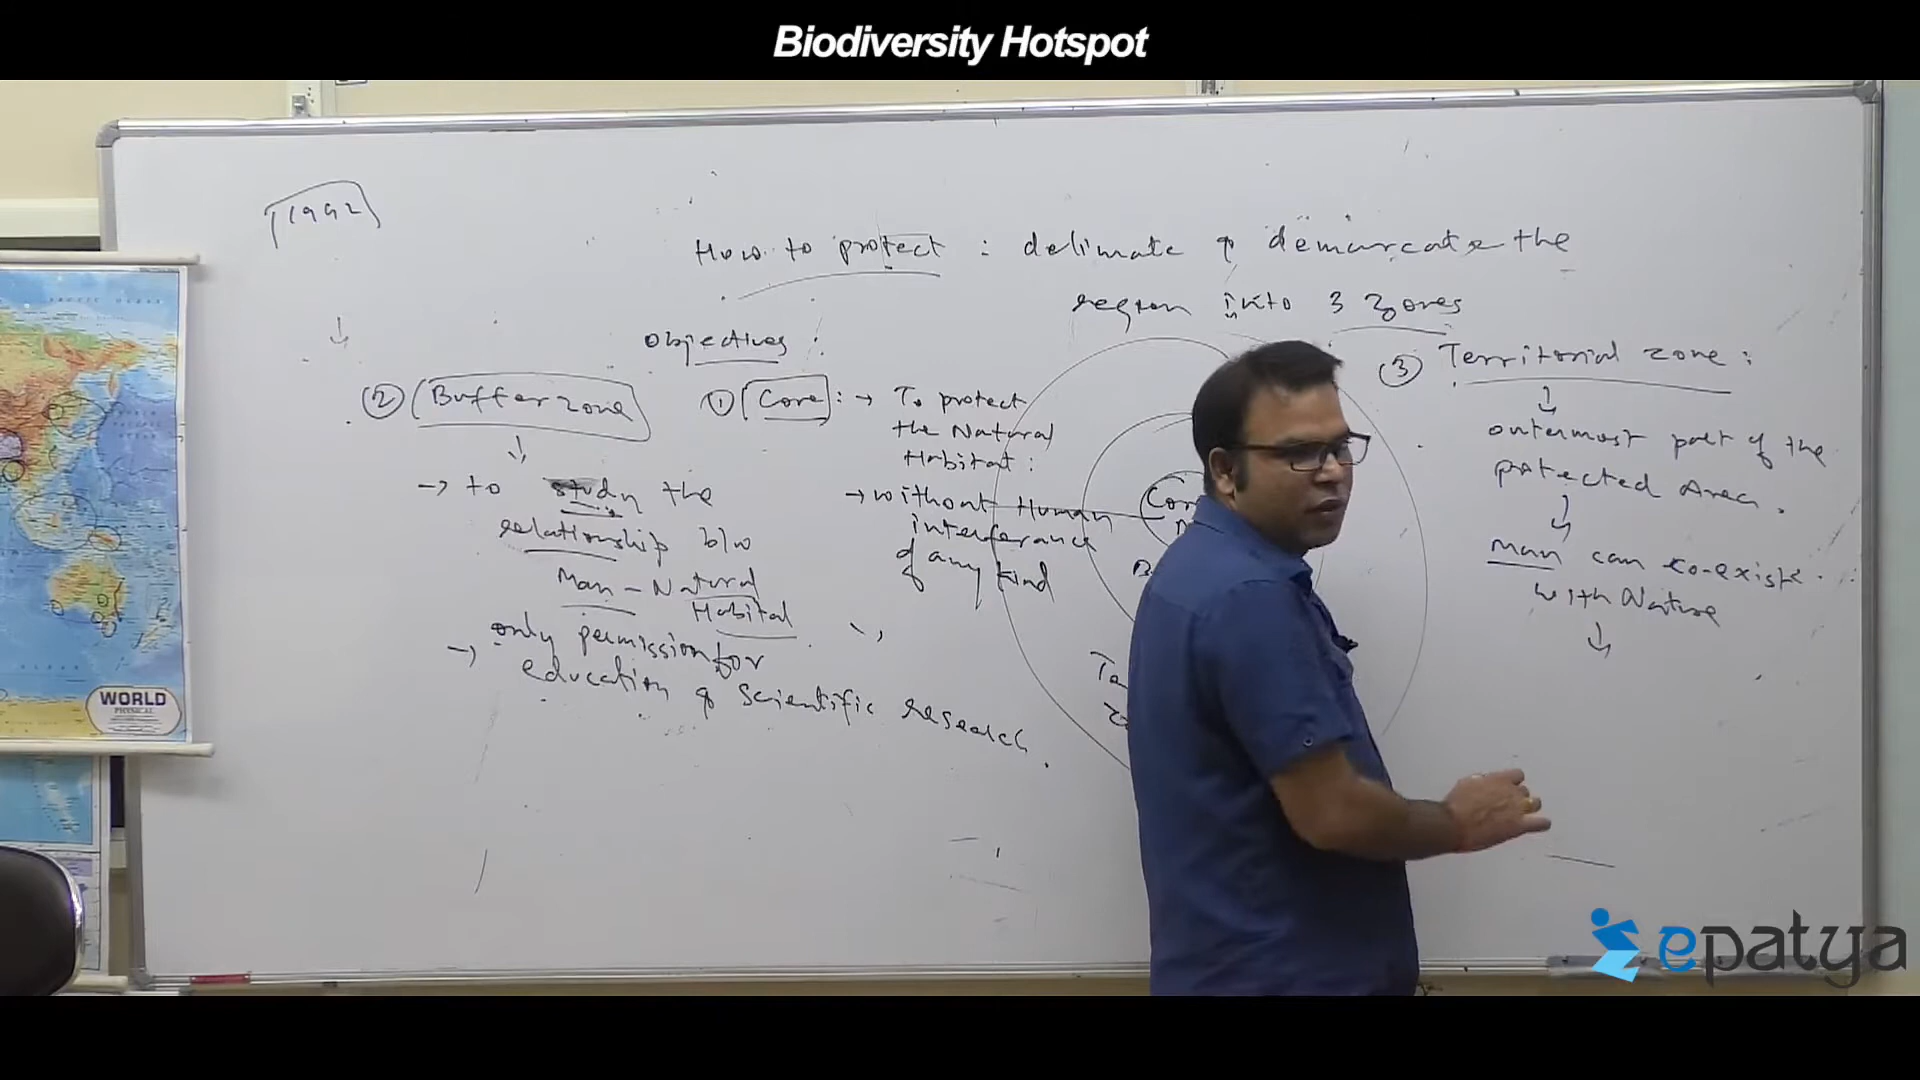 Biodiversity Hotspot
1992
How to protect : delimate & demarcate the
region into 3 zones
Objectives :
② Buffer zone
→ to study the
relationship b/w
Man - Natural
Habital
→ only permission for
education & scientific research.
① Core : → To protect
the Natural
Habitat :
→ without Human
interferance
of any kind
③ Territorial zone :
outermost part of the
protected Area.
man can co-exist
with Nature
WORLD
PHYSICAL
epatya